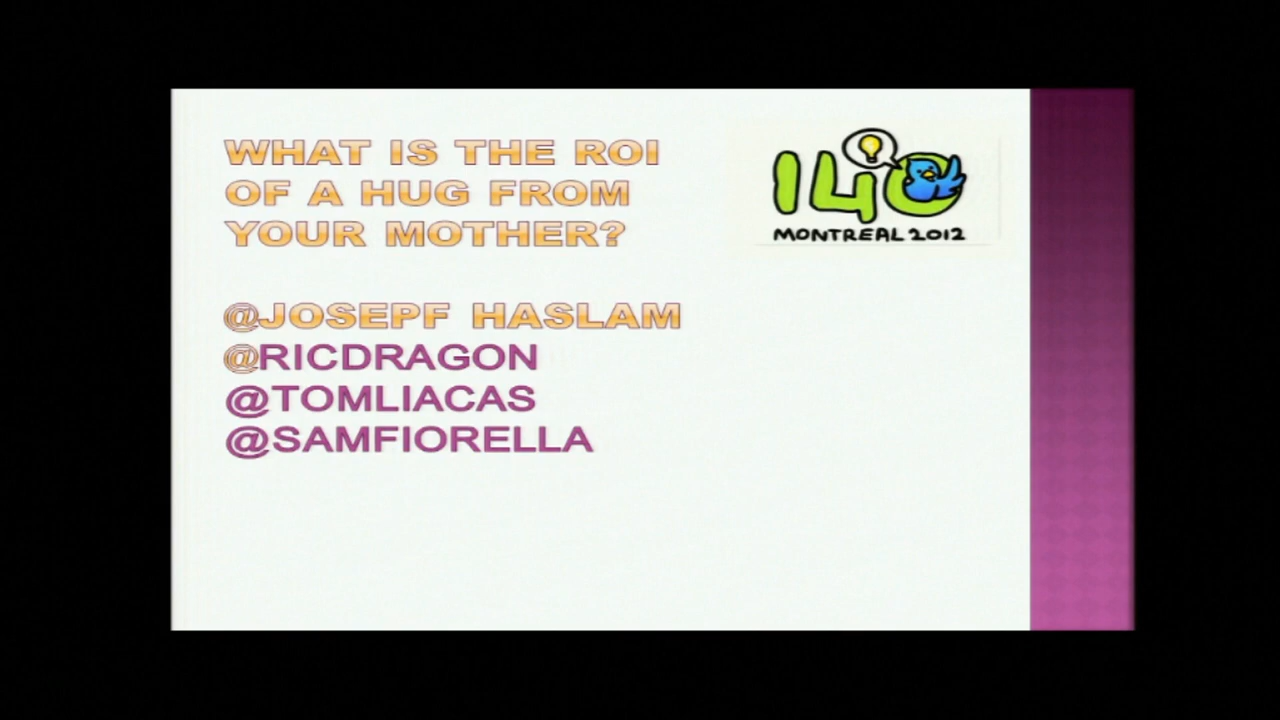 WHAT IS THE ROI
OF A HUG FROM
YOUR MOTHER?
@JOSEPF HASLAM
@RICDRAGON
@TOMLIACAS
@SAMFIORELLA
140
MONTREAL 2012